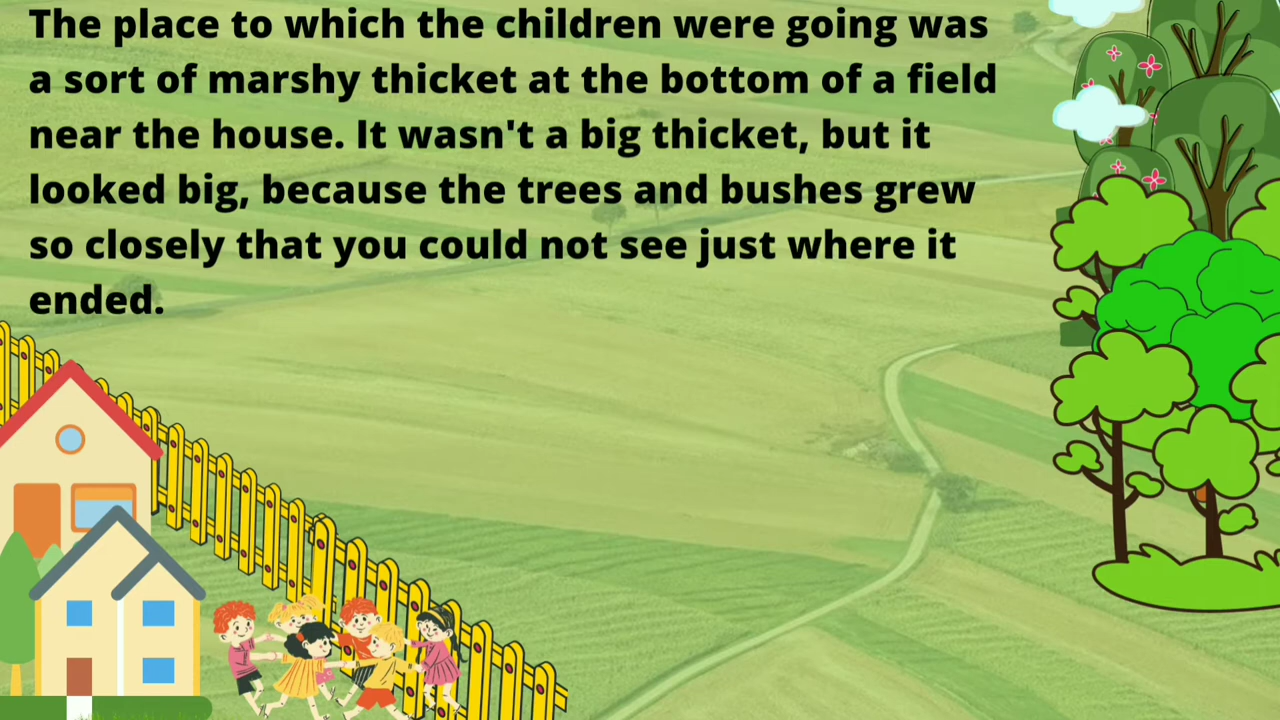 The place to which the children were going was
a sort of marshy thicket at the bottom of a field
near the house. It wasn't a big thicket, but it
looked big, because the trees and bushes grew
so closely that you could not see just where it
ended.